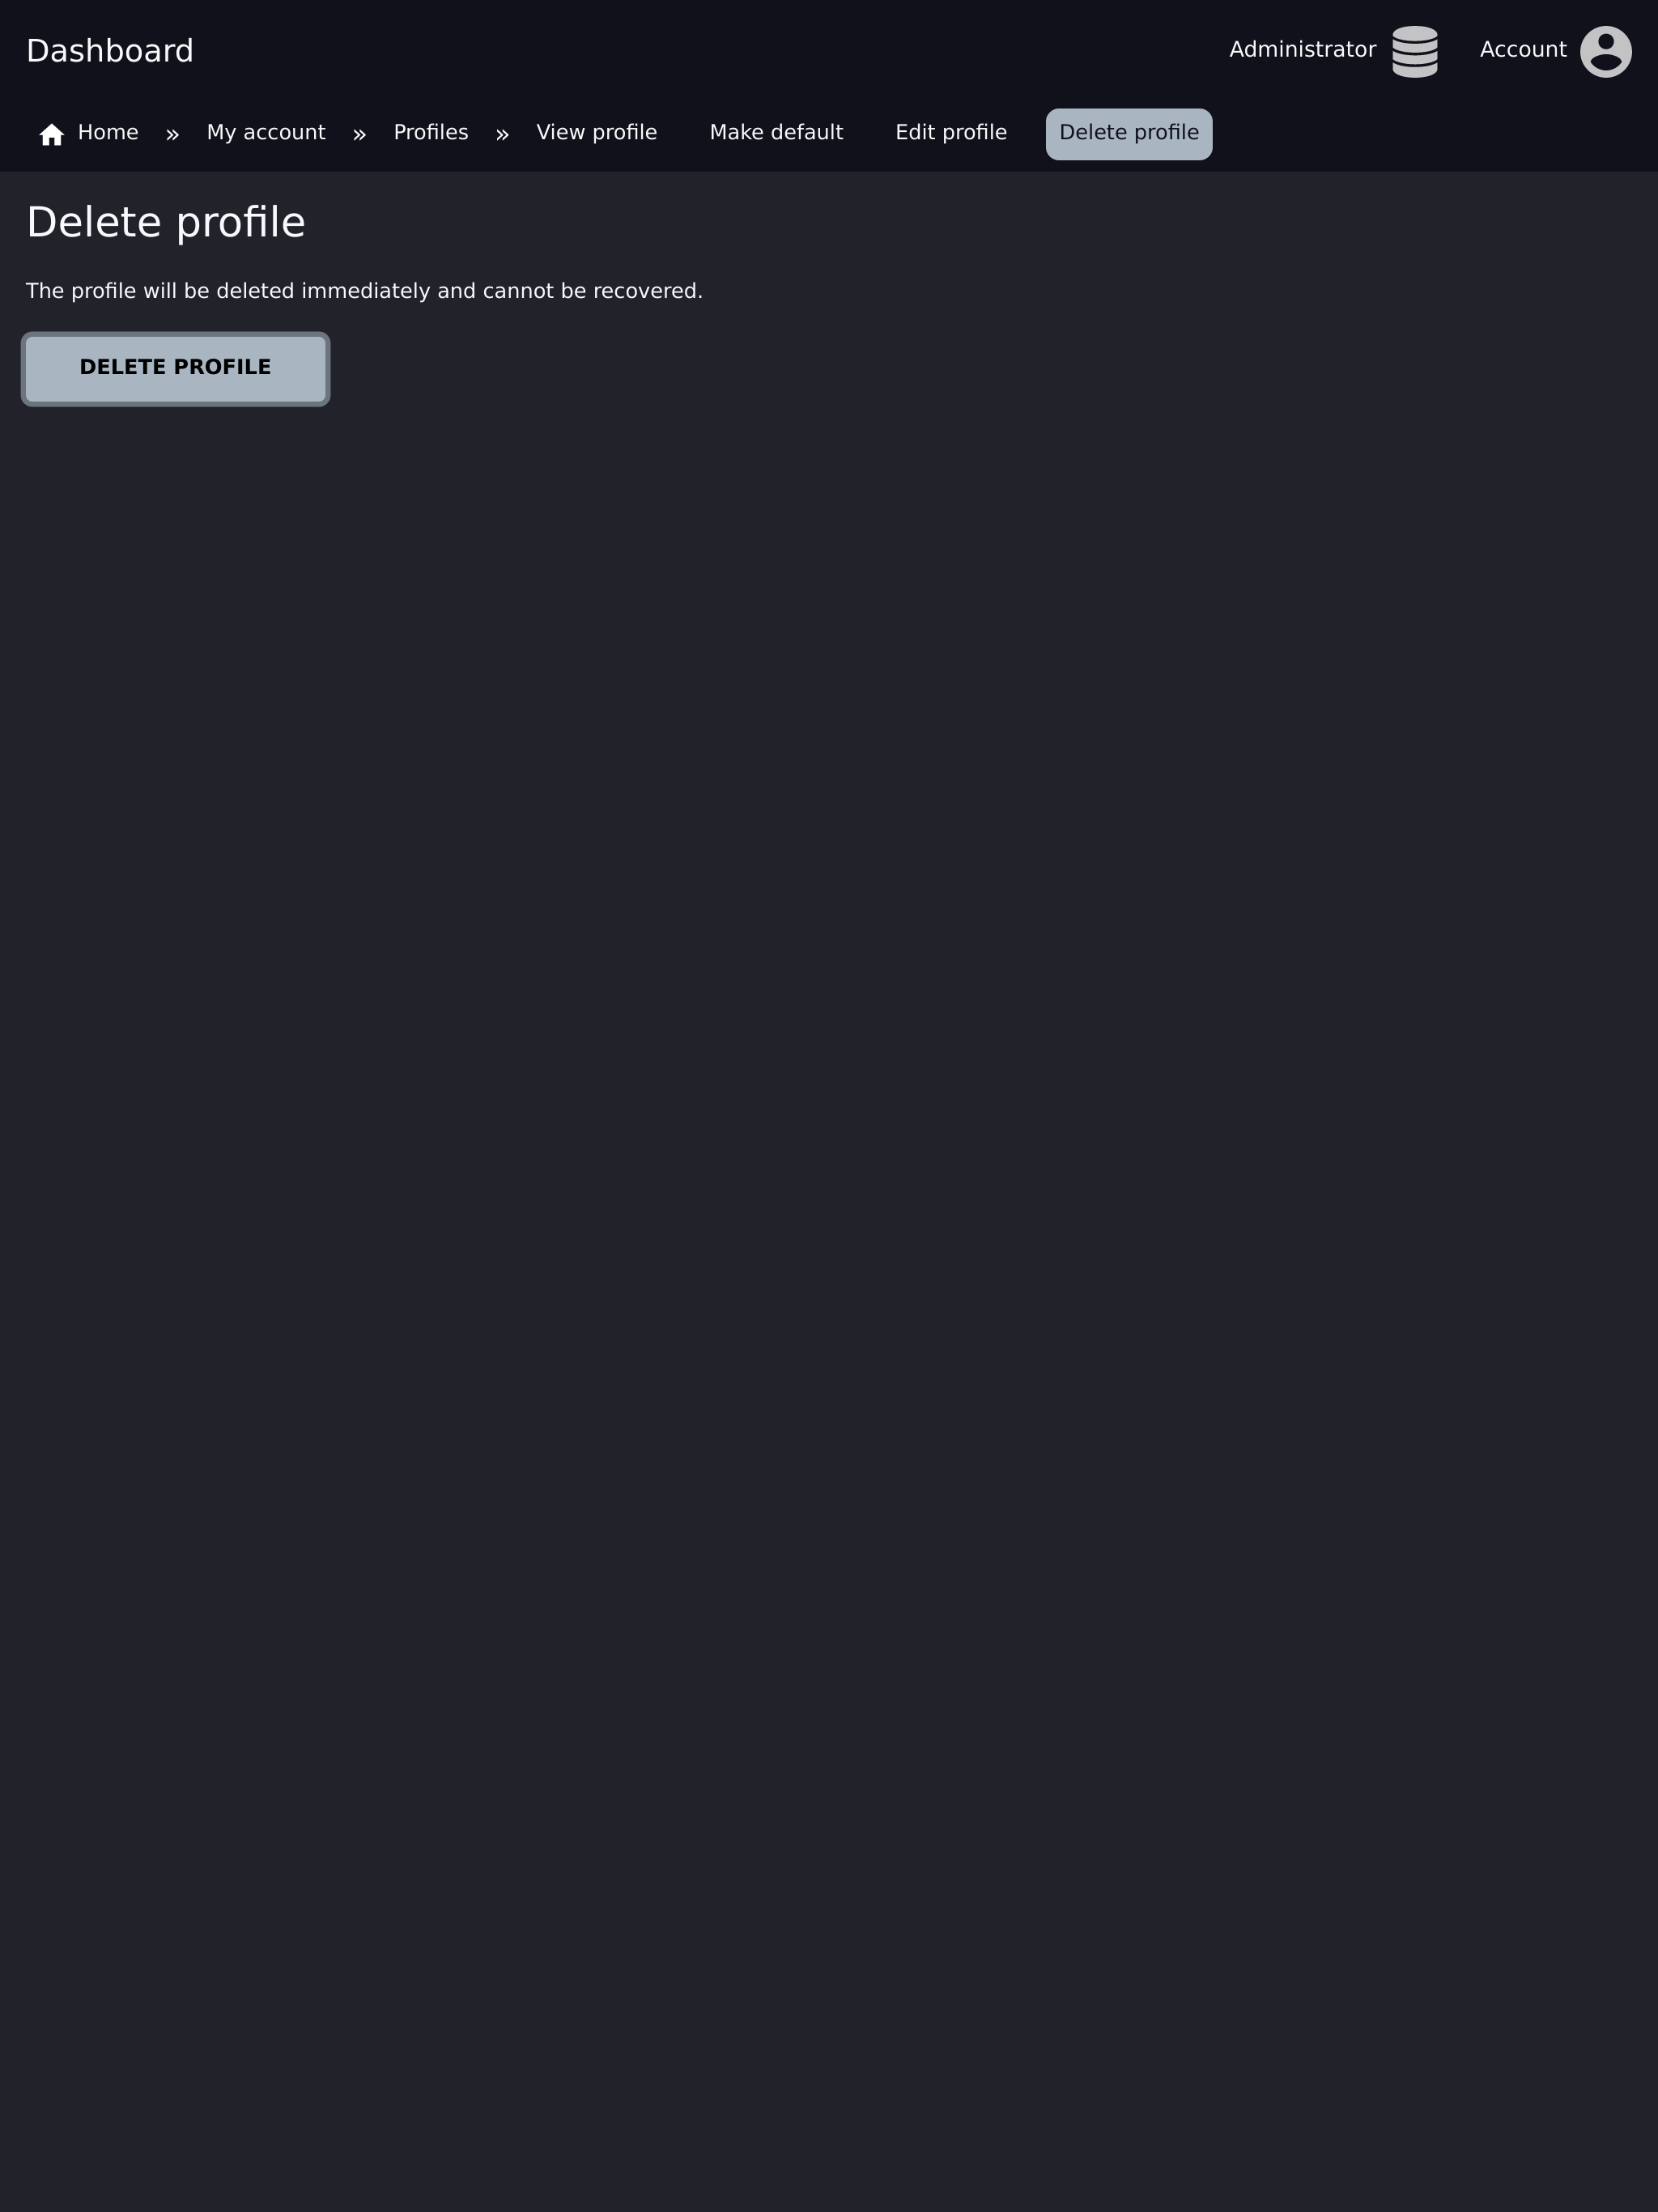 Dashboard
Administrator
Account
Home » My account » Profiles » View profile Make default Edit profile Delete profile
Delete profile
The profile will be deleted immediately and cannot be recovered.
DELETE PROFILE